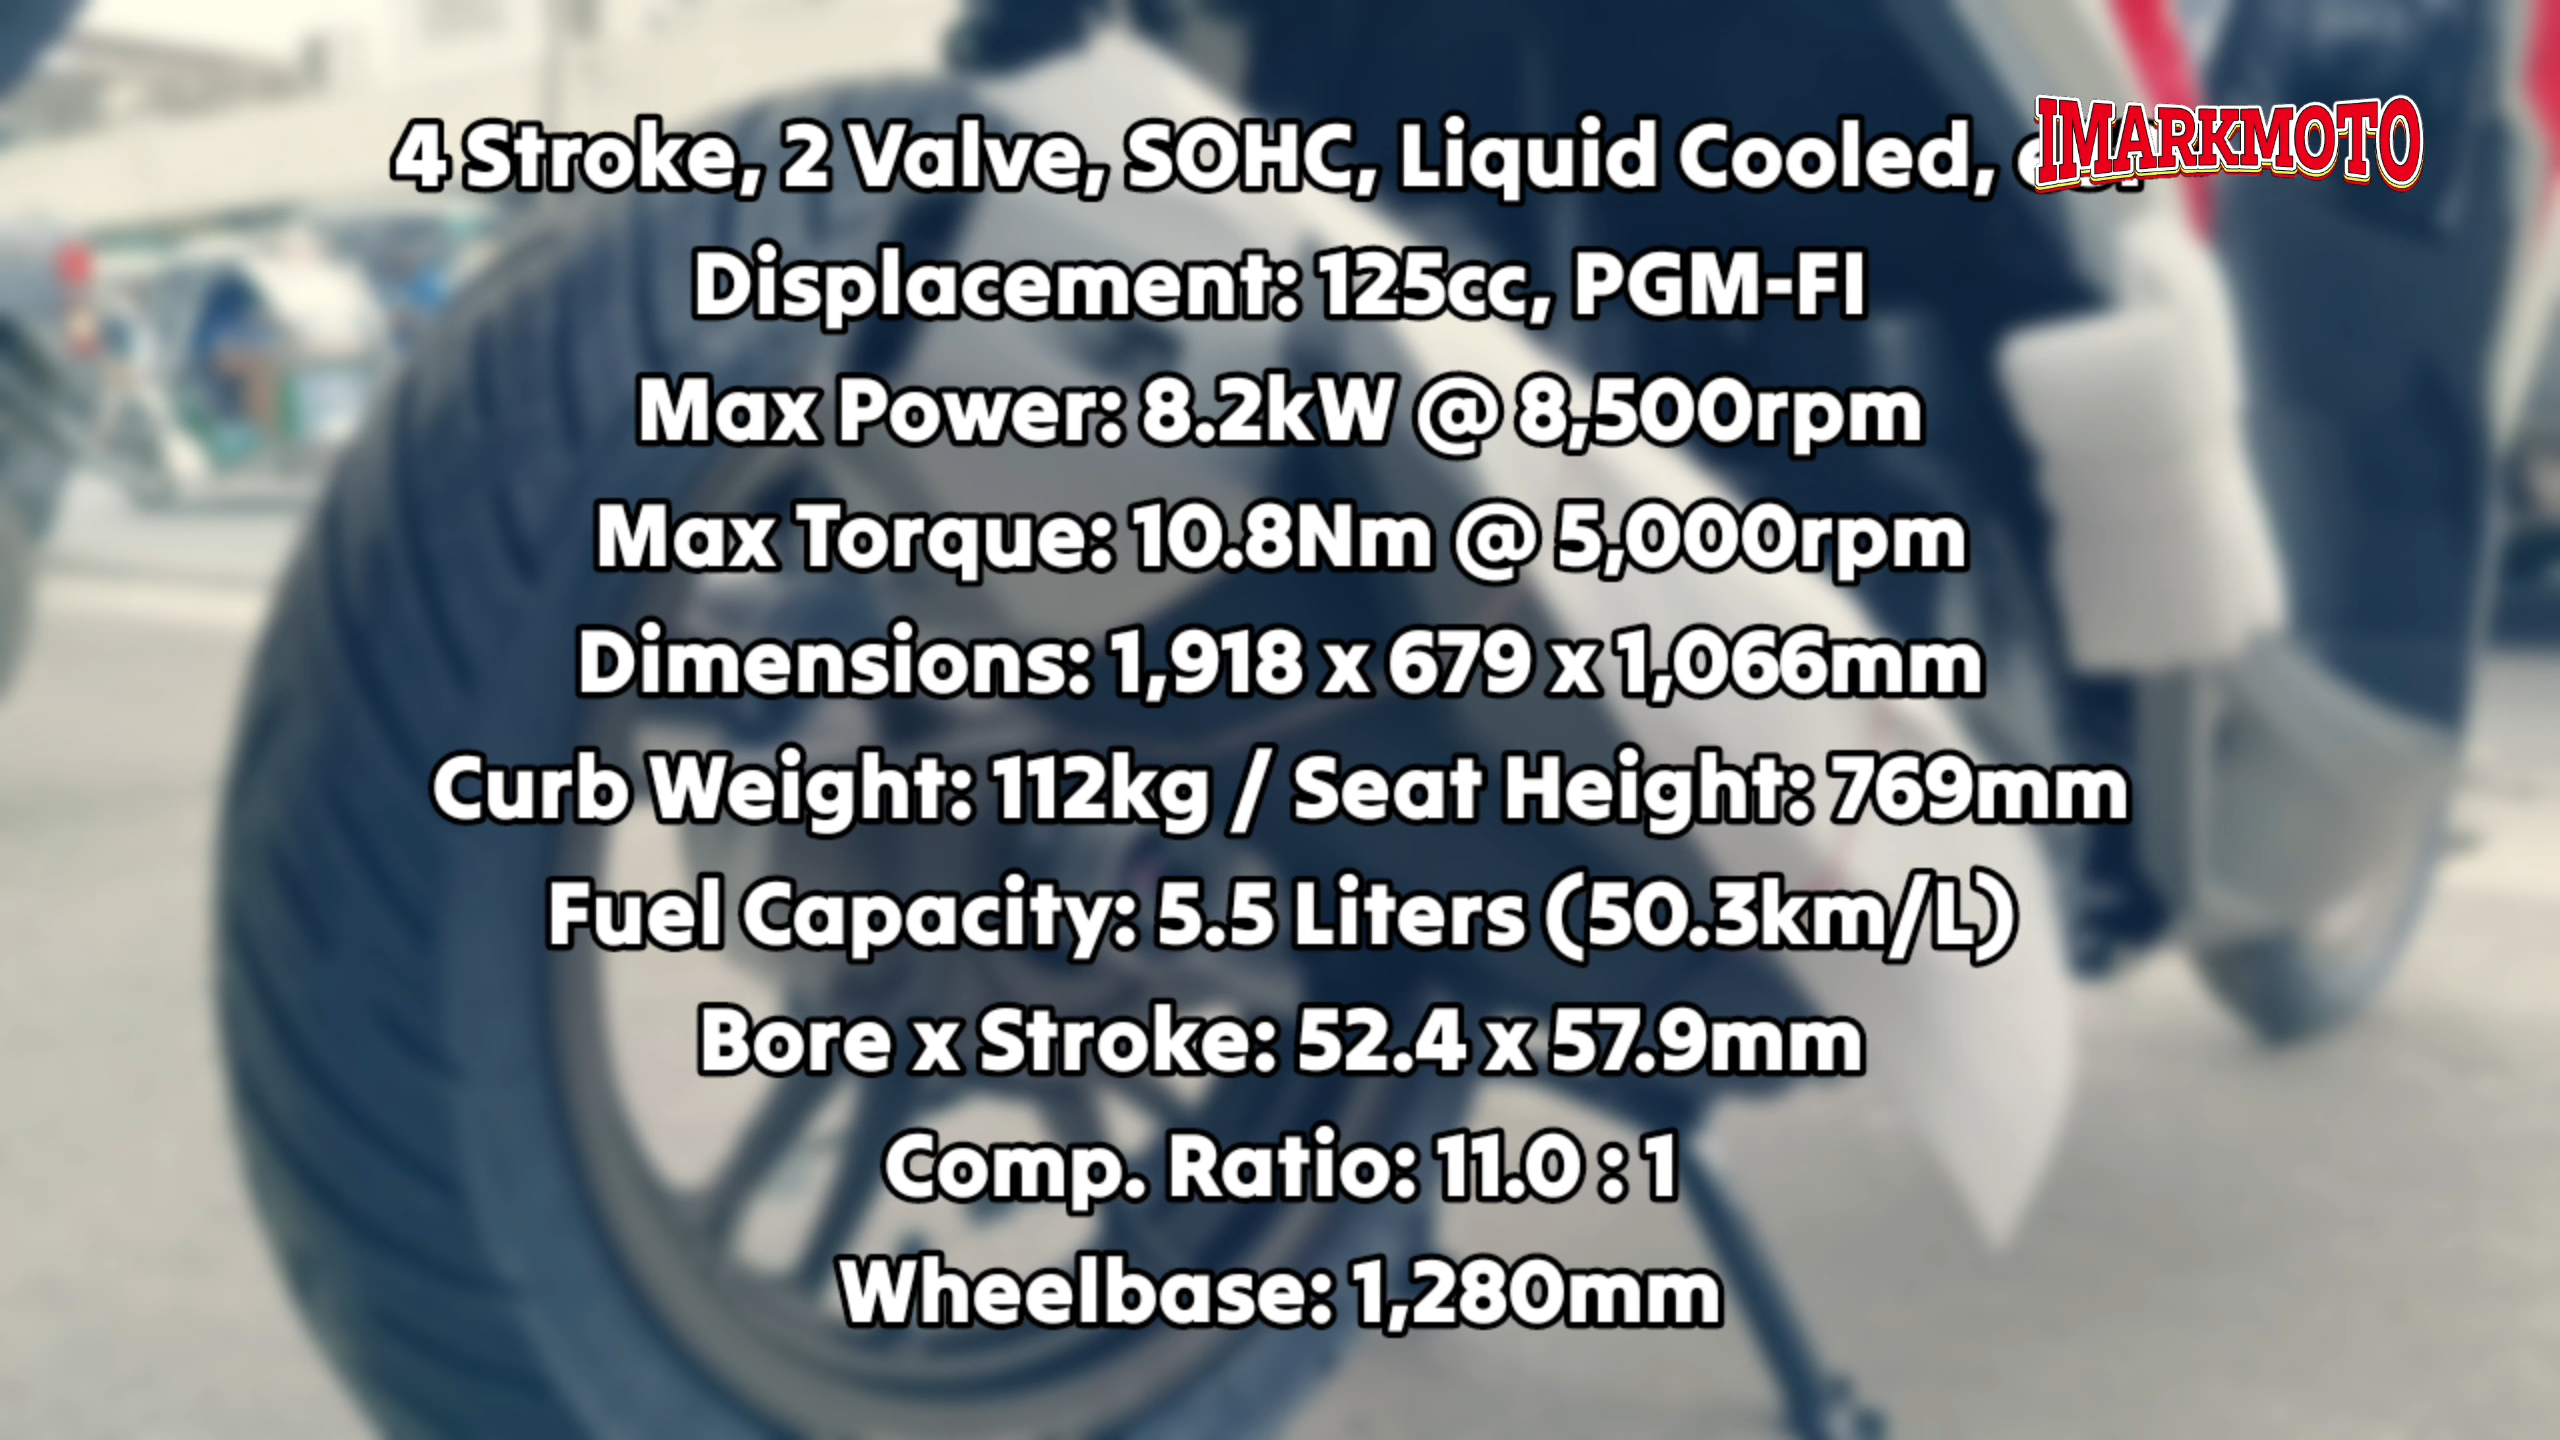 4 Stroke, 2 Valve, SOHC, Liquid Cooled,
IMARKMOTO
Displacement: 125cc, PGM-FI
Max Power: 8.2kW @ 8,500rpm
Max Torque: 10.8Nm @ 5,000rpm
Dimensions: 1,918 x 679 x 1,066mm
Curb Weight: 112kg / Seat Height: 769mm
Fuel Capacity: 5.5 Liters (50.3km/L)
Bore x Stroke: 52.4 x 57.9mm
Comp. Ratio: 11.0 : 1
Wheelbase: 1,280mm